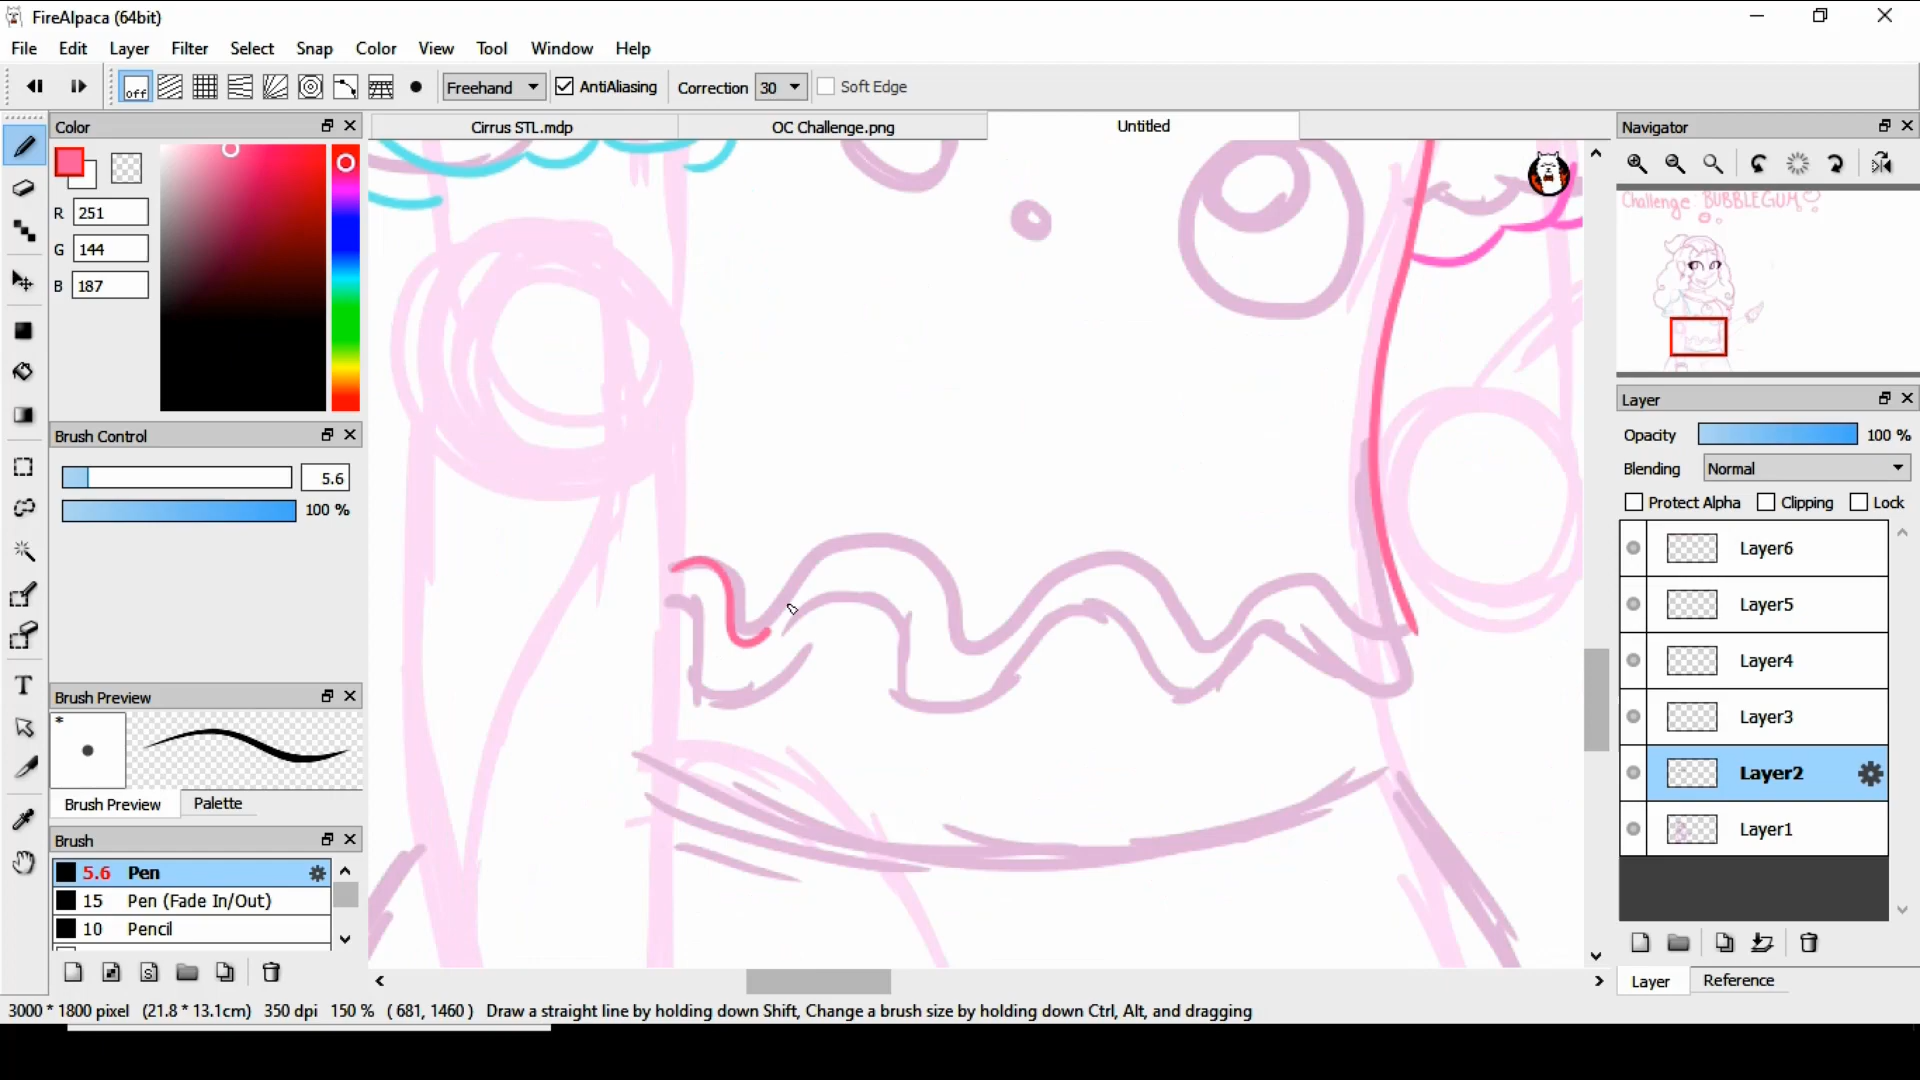 FireAlpaca (64bit)
File Edit Layer Filter Select Snap Color View Tool Window Help
off Freehand AntiAliasing Correction 30 Soft Edge
Color
Cirrus STL.mdp OC Challenge.png Untitled
Navigator
Challenge BUBBLEGUM
R 251
G 144
B 187
Layer
Opacity 100 %
Brush Control
Blending Normal
5.6
Protect Alpha Clipping Lock
100 %
Layer6
Layer5
Layer4
Brush Preview
Layer3
*
Layer2
Brush Preview Palette
Layer1
Brush
5.6 Pen
15 Pen (Fade In/Out)
10 Pencil
S
T
Layer Reference
3000 * 1800 pixel (21.8 * 13.1cm) 350 dpi 150 % ( 681, 1460 ) Draw a straight line by holding down Shift, Change a brush size by holding down Ctrl, Alt, and dragging